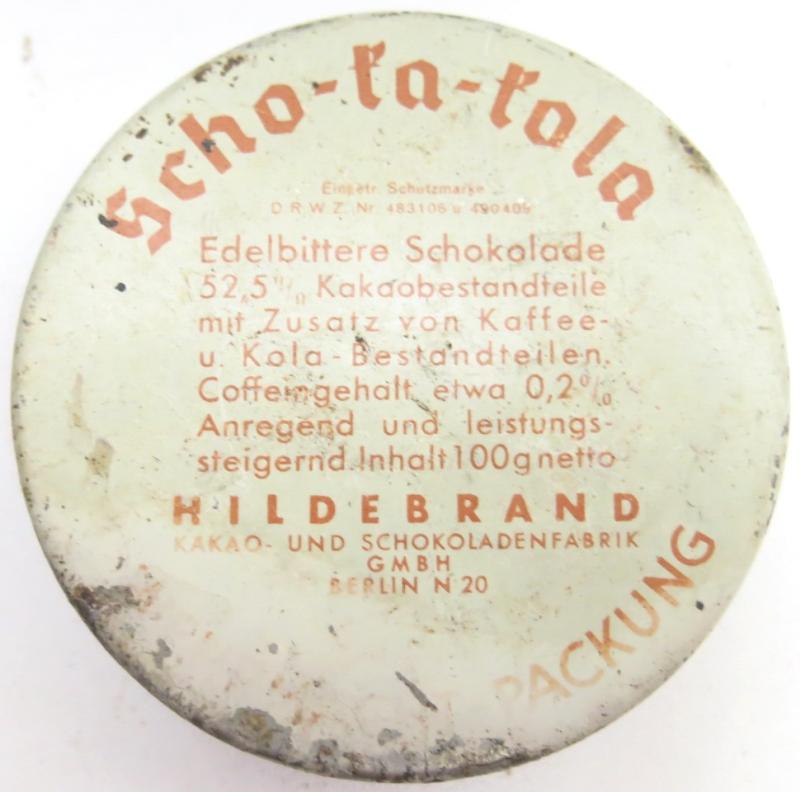 Scho-ka-kola
Eingetr. Schutzmarke
D.R.W.Z. Nr. 483106 u. 490409
Edelbittere Schokolade
52,5% Kakaobestandteile
mit Zusatz von Kaffee-
u. Kola-Bestandteilen.
Coffeingehalt etwa 0,2%
Anregend und leistungs-
steigernd. Inhalt 100g netto
HILDEBRAND
KAKAO- UND SCHOKOLADENFABRIK
GMBH
BERLIN N 20
PACKUNG